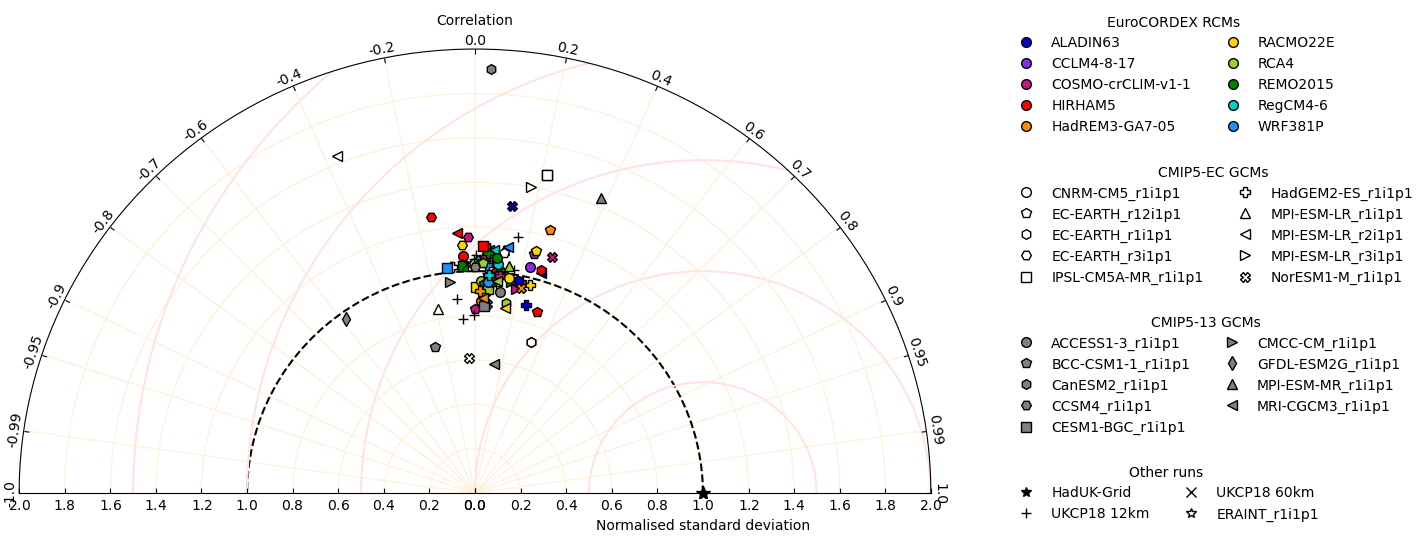 Correlation
0.0
-0.2 0.2
-0.4 0.4
-0.6 0.6
-0.7 0.7
-0.8 0.8
-0.9 0.9
-0.95 0.95
-0.99 0.99
-1.0 1.0
2.0 1.8 1.6 1.4 1.2 1.0 0.8 0.6 0.4 0.2 0.0 0.2 0.4 0.6 0.8 1.0 1.2 1.4 1.6 1.8 2.0
Normalised standard deviation
EuroCORDEX RCMs
ALADIN63 RACMO22E
CCLM4-8-17 RCA4
COSMO-crCLIM-v1-1 REMO2015
HIRHAM5 RegCM4-6
HadREM3-GA7-05 WRF381P
CMIP5-EC GCMs
CNRM-CM5_r1i1p1 HadGEM2-ES_r1i1p1
EC-EARTH_r12i1p1 MPI-ESM-LR_r1i1p1
EC-EARTH_r1i1p1 MPI-ESM-LR_r2i1p1
EC-EARTH_r3i1p1 MPI-ESM-LR_r3i1p1
IPSL-CM5A-MR_r1i1p1 NorESM1-M_r1i1p1
CMIP5-13 GCMs
ACCESS1-3_r1i1p1 CMCC-CM_r1i1p1
BCC-CSM1-1_r1i1p1 GFDL-ESM2G_r1i1p1
CanESM2_r1i1p1 MPI-ESM-MR_r1i1p1
CCSM4_r1i1p1 MRI-CGCM3_r1i1p1
CESM1-BGC_r1i1p1
Other runs
HadUK-Grid UKCP18 60km
UKCP18 12km ERAINT_r1i1p1